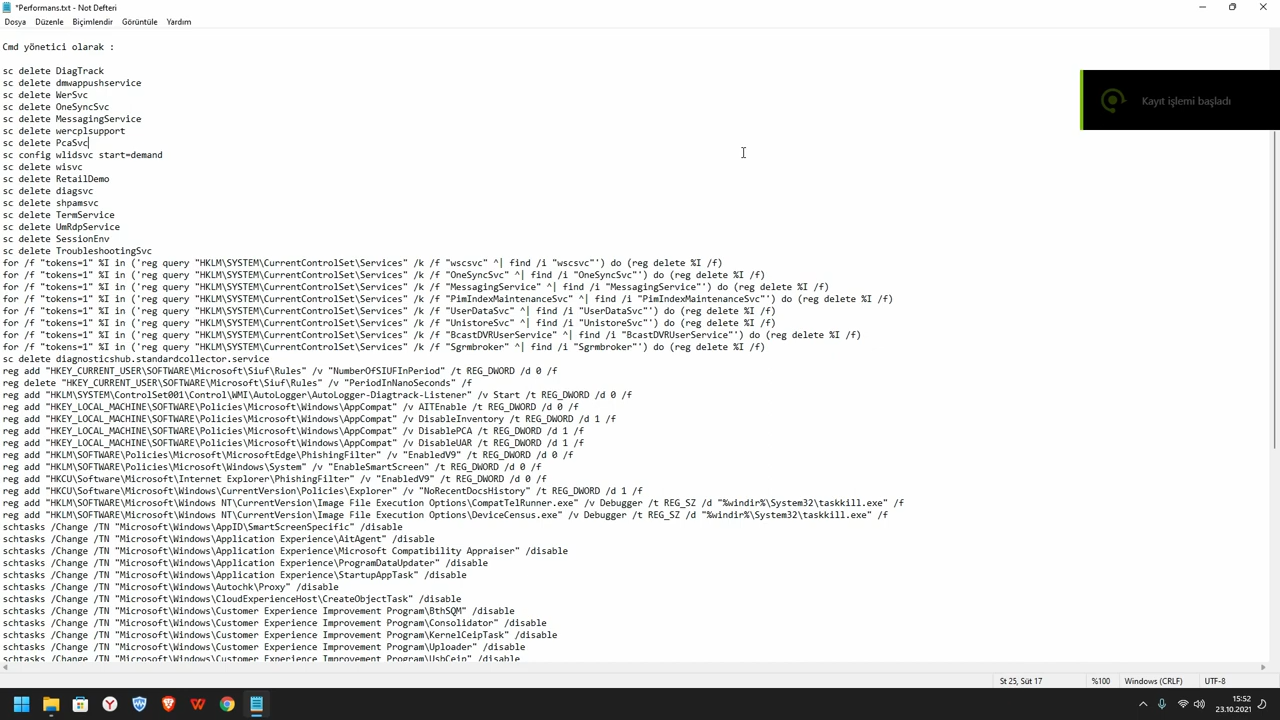 *Performans.txt - Not Defteri
Dosya Düzenle Biçimlendir Görüntüle Yardım
Cmd yönetici olarak :
sc delete DiagTrack
sc delete dmwappushservice
sc delete WerSvc
sc delete OneSyncSvc
sc delete MessagingService
sc delete wercplsupport
sc delete PcaSvc
sc config wlidsvc start=demand
sc delete wisvc
sc delete RetailDemo
sc delete diagsvc
sc delete shpamsvc
sc delete TermService
sc delete UmRdpService
sc delete SessionEnv
sc delete TroubleshootingSvc
for /f "tokens=1" %I in ('reg query "HKLM\SYSTEM\CurrentControlSet\Services" /k /f "wscsvc" ^| find /i "wscsvc"') do (reg delete %I /f)
for /f "tokens=1" %I in ('reg query "HKLM\SYSTEM\CurrentControlSet\Services" /k /f "OneSyncSvc" ^| find /i "OneSyncSvc"') do (reg delete %I /f)
for /f "tokens=1" %I in ('reg query "HKLM\SYSTEM\CurrentControlSet\Services" /k /f "MessagingService" ^| find /i "MessagingService"') do (reg delete %I /f)
for /f "tokens=1" %I in ('reg query "HKLM\SYSTEM\CurrentControlSet\Services" /k /f "PimIndexMaintenanceSvc" ^| find /i "PimIndexMaintenanceSvc"') do (reg delete %I /f)
for /f "tokens=1" %I in ('reg query "HKLM\SYSTEM\CurrentControlSet\Services" /k /f "UserDataSvc" ^| find /i "UserDataSvc"') do (reg delete %I /f)
for /f "tokens=1" %I in ('reg query "HKLM\SYSTEM\CurrentControlSet\Services" /k /f "UnistoreSvc" ^| find /i "UnistoreSvc"') do (reg delete %I /f)
for /f "tokens=1" %I in ('reg query "HKLM\SYSTEM\CurrentControlSet\Services" /k /f "BcastDVRUserService" ^| find /i "BcastDVRUserService"') do (reg delete %I /f)
for /f "tokens=1" %I in ('reg query "HKLM\SYSTEM\CurrentControlSet\Services" /k /f "Sgrmbroker" ^| find /i "Sgrmbroker"') do (reg delete %I /f)
sc delete diagnosticshub.standardcollector.service
reg add "HKEY_CURRENT_USER\SOFTWARE\Microsoft\Siuf\Rules" /v "NumberOfSIUFInPeriod" /t REG_DWORD /d 0 /f
reg delete "HKEY_CURRENT_USER\SOFTWARE\Microsoft\Siuf\Rules" /v "PeriodInNanoSeconds" /f
reg add "HKLM\SYSTEM\ControlSet001\Control\WMI\AutoLogger\AutoLogger-Diagtrack-Listener" /v Start /t REG_DWORD /d 0 /f
reg add "HKEY_LOCAL_MACHINE\SOFTWARE\Policies\Microsoft\Windows\AppCompat" /v AITEnable /t REG_DWORD /d 0 /f
reg add "HKEY_LOCAL_MACHINE\SOFTWARE\Policies\Microsoft\Windows\AppCompat" /v DisableInventory /t REG_DWORD /d 1 /f
reg add "HKEY_LOCAL_MACHINE\SOFTWARE\Policies\Microsoft\Windows\AppCompat" /v DisablePCA /t REG_DWORD /d 1 /f
reg add "HKEY_LOCAL_MACHINE\SOFTWARE\Policies\Microsoft\Windows\AppCompat" /v DisableUAR /t REG_DWORD /d 1 /f
reg add "HKLM\SOFTWARE\Policies\Microsoft\MicrosoftEdge\PhishingFilter" /v "EnabledV9" /t REG_DWORD /d 0 /f
reg add "HKLM\SOFTWARE\Policies\Microsoft\Windows\System" /v "EnableSmartScreen" /t REG_DWORD /d 0 /f
reg add "HKCU\Software\Microsoft\Internet Explorer\PhishingFilter" /v "EnabledV9" /t REG_DWORD /d 0 /f
reg add "HKCU\Software\Microsoft\Windows\CurrentVersion\Policies\Explorer" /v "NoRecentDocsHistory" /t REG_DWORD /d 1 /f
reg add "HKLM\SOFTWARE\Microsoft\Windows NT\CurrentVersion\Image File Execution Options\CompatTelRunner.exe" /v Debugger /t REG_SZ /d "%windir%\System32\taskkill.exe" /f
reg add "HKLM\SOFTWARE\Microsoft\Windows NT\CurrentVersion\Image File Execution Options\DeviceCensus.exe" /v Debugger /t REG_SZ /d "%windir%\System32\taskkill.exe" /f
schtasks /Change /TN "Microsoft\Windows\AppID\SmartScreenSpecific" /disable
schtasks /Change /TN "Microsoft\Windows\Application Experience\AitAgent" /disable
schtasks /Change /TN "Microsoft\Windows\Application Experience\Microsoft Compatibility Appraiser" /disable
schtasks /Change /TN "Microsoft\Windows\Application Experience\ProgramDataUpdater" /disable
schtasks /Change /TN "Microsoft\Windows\Application Experience\StartupAppTask" /disable
schtasks /Change /TN "Microsoft\Windows\Autochk\Proxy" /disable
schtasks /Change /TN "Microsoft\Windows\CloudExperienceHost\CreateObjectTask" /disable
schtasks /Change /TN "Microsoft\Windows\Customer Experience Improvement Program\BthSQM" /disable
schtasks /Change /TN "Microsoft\Windows\Customer Experience Improvement Program\Consolidator" /disable
schtasks /Change /TN "Microsoft\Windows\Customer Experience Improvement Program\KernelCeipTask" /disable
schtasks /Change /TN "Microsoft\Windows\Customer Experience Improvement Program\Uploader" /disable
schtasks /Change /TN "Microsoft\Windows\Customer Experience Improvement Program\UsbCeip" /disable
Kayıt işlemi başladı
St 25, Süt 17
%100
Windows (CRLF)
UTF-8
15:52
23.10.2021